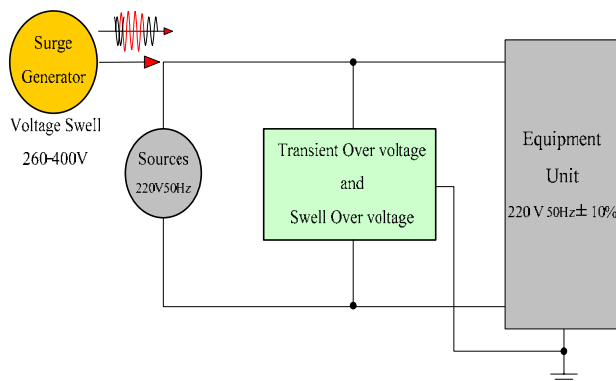 Surge
Generator
Voltage Swell
260-400V
Sources
220V50Hz
Transient Over voltage
and
Swell Over voltage
Equipment
Unit
220 V 50Hz± 10%